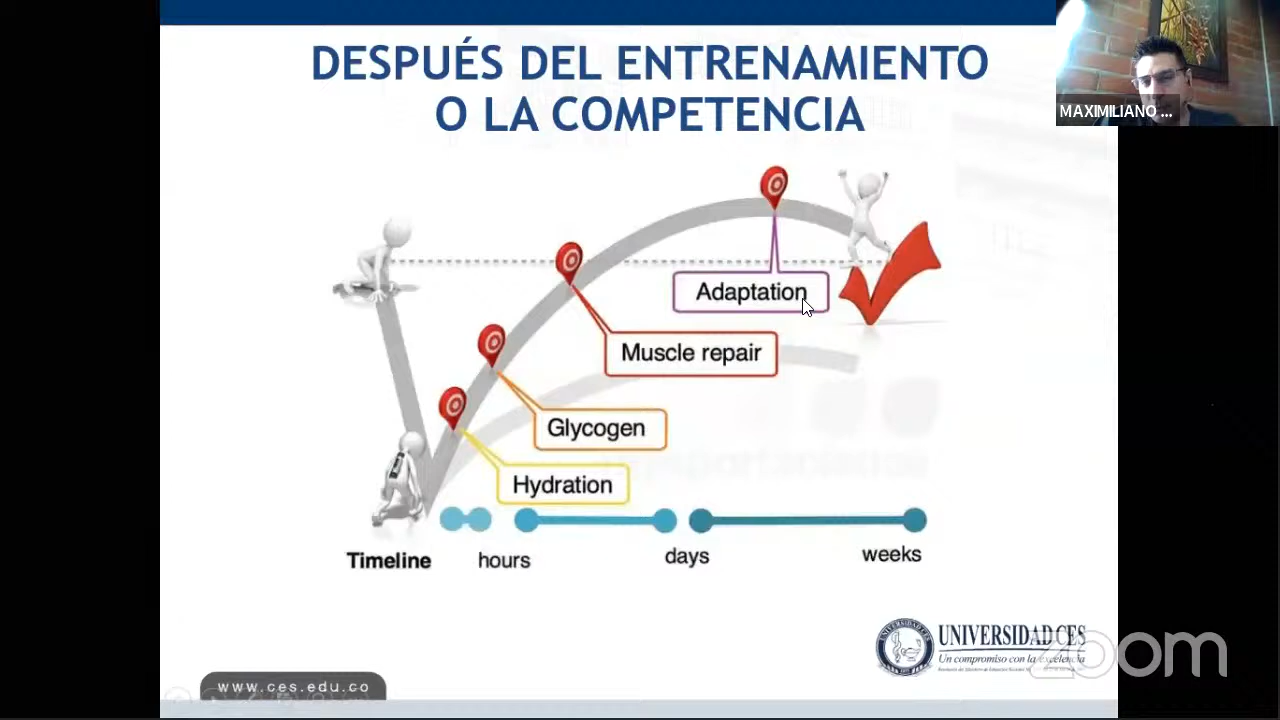 DESPUÉS DEL ENTRENAMIENTO
O LA COMPETENCIA
MAXIMILIANO ...
Adaptation
Muscle repair
Glycogen
Hydration
Timeline
hours
days
weeks
UNIVERSIDAD CES
Un compromiso con la excelencia
zoom
www.ces.edu.co